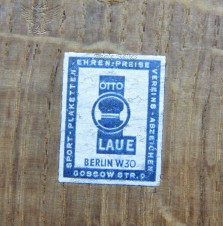 EHREN-PREISE
VEREINS-ABZEICHEN
SPORT-PLAKETTEN
OTTO
LAUE
BERLIN W.30
GOSSOW STR. 9